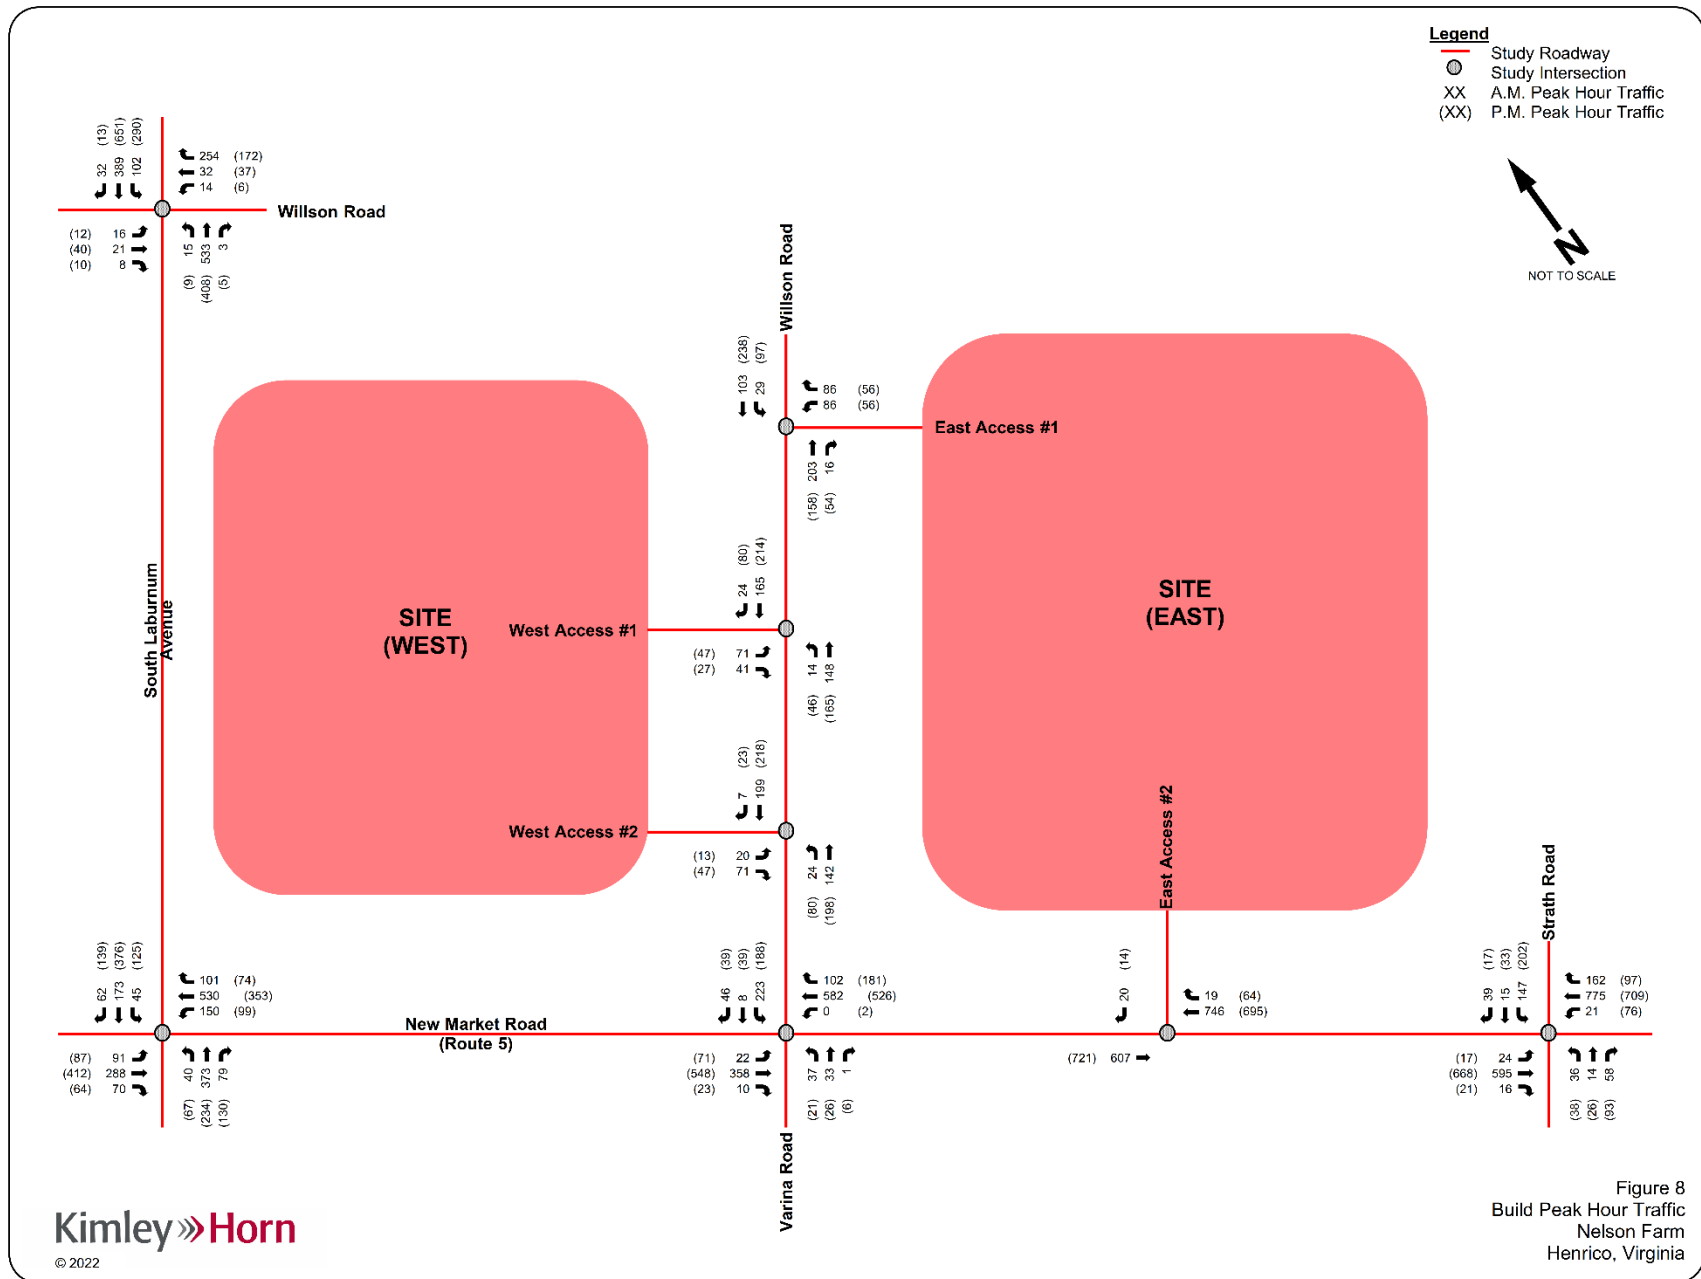 Legend
Study Roadway
Study Intersection
XX A.M. Peak Hour Traffic
(XX) P.M. Peak Hour Traffic
N
NOT TO SCALE
(13) (651) (290)
32 389 102
254 (172)
32 (37)
14 (6)
Willson Road
(12) 16
(40) 21
(10) 8
15 533 3
(9) (408) (5)
Willson Road
(238) (97)
103 29
86 (56)
86 (56)
East Access #1
203 16
(158) (54)
South Laburnum
Avenue
SITE
(WEST)
SITE
(EAST)
(80) (214)
24 165
West Access #1
(47) 71
(27) 41
14 148
(46) (165)
(23) (218)
7 199
West Access #2
(13) 20
(47) 71
24 142
(80) (198)
East Access #2
Strath Road
(139) (376) (125)
62 173 45
101 (74)
530 (353)
150 (99)
(87) 91
(412) 288
(64) 70
40 373 79
(67) (234) (130)
New Market Road
(Route 5)
(39) (39) (188)
46 8 223
102 (181)
582 (526)
0 (2)
(71) 22
(548) 358
(23) 10
37 33 1
(21) (26) (6)
Varina Road
(14)
20
19 (64)
746 (695)
(721) 607
(17) (33) (202)
39 15 147
162 (97)
775 (709)
21 (76)
(17) 24
(668) 595
(21) 16
36 14 58
(38) (26) (93)
Kimley»Horn
© 2022
Figure 8
Build Peak Hour Traffic
Nelson Farm
Henrico, Virginia